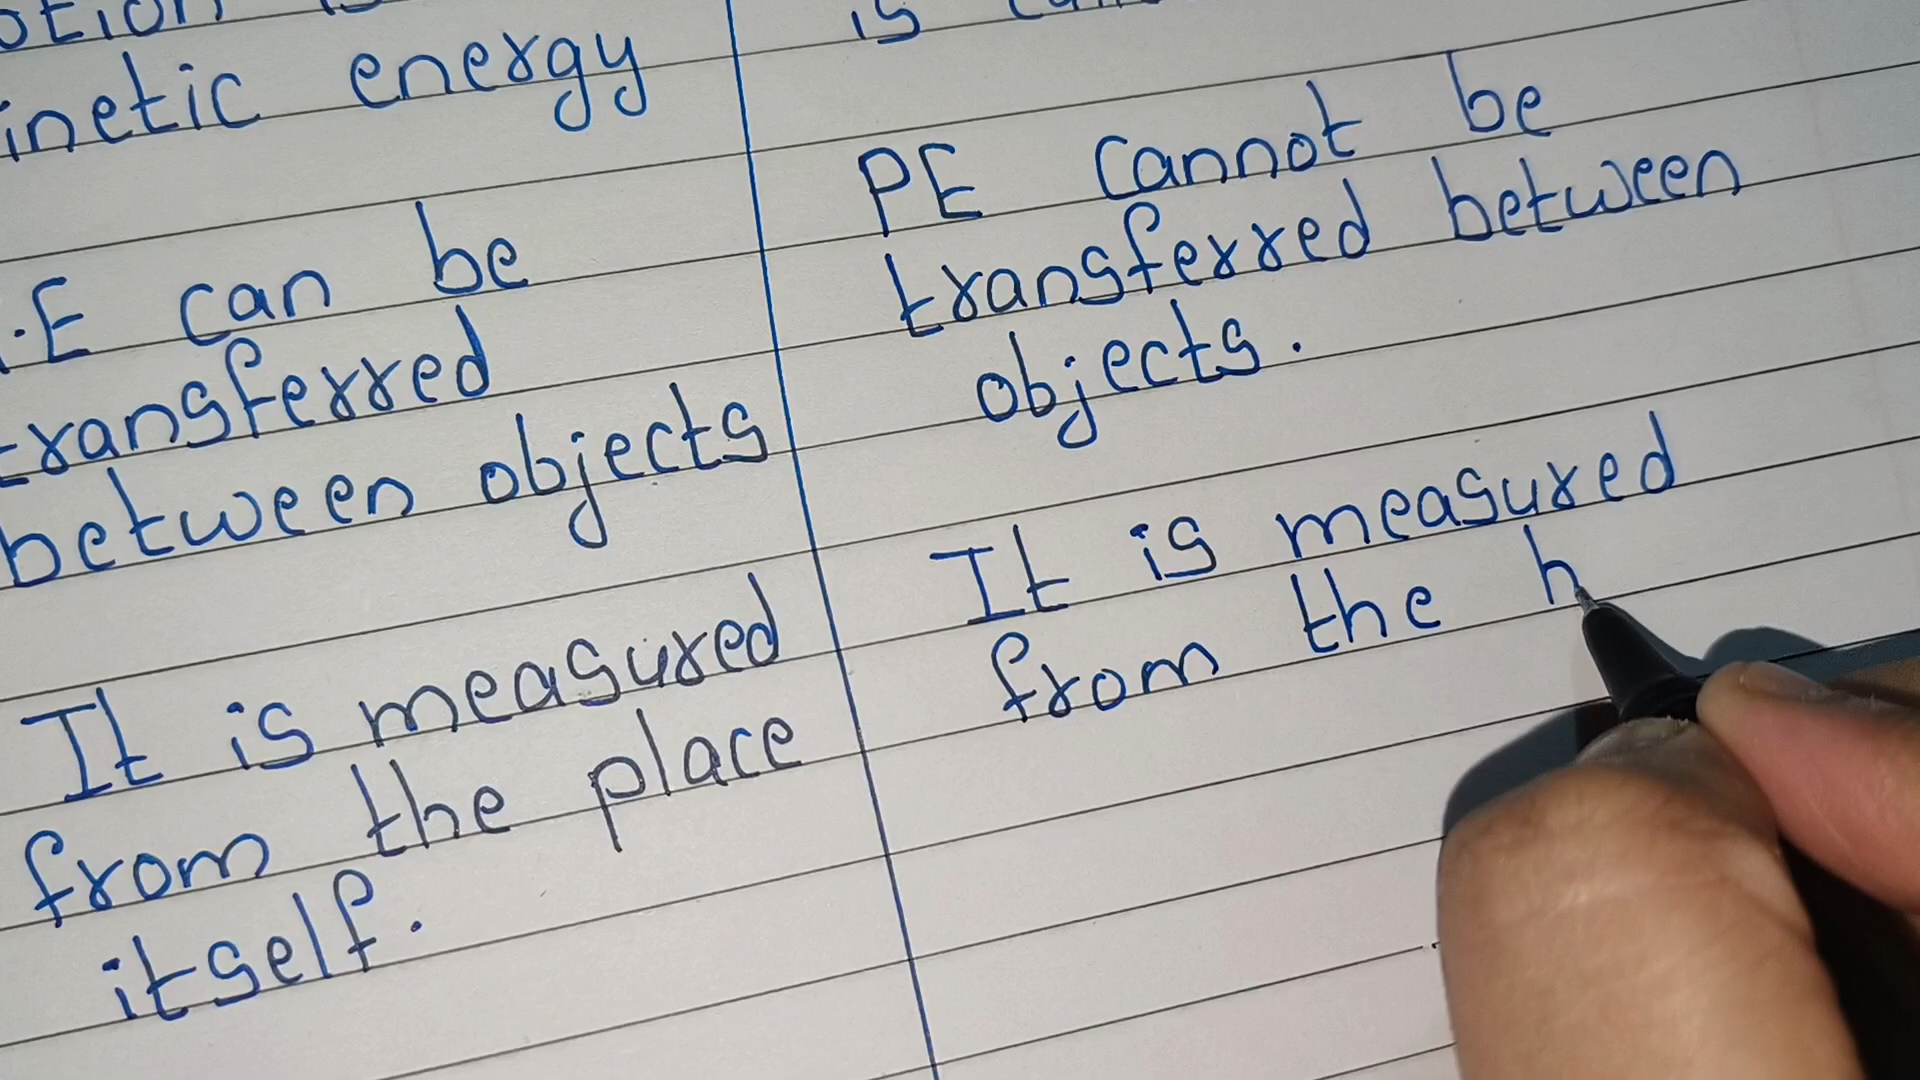 inetic energy
.E can be
transferred
between objects
It is measured
from the place
itself.
is
PE cannot be
transferred between
objects.
It is measured
from the h